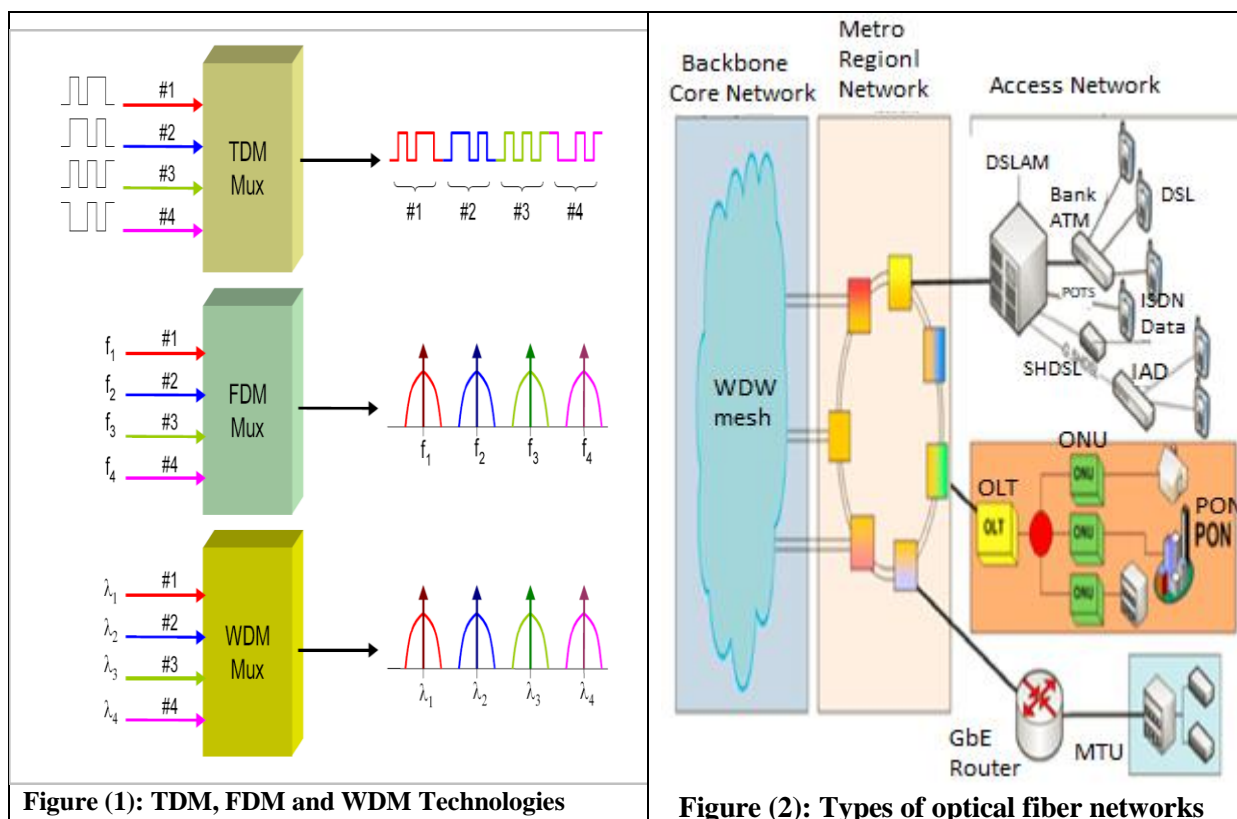 #1
#2
#3
#4
TDM
Mux
#1 #2 #3 #4
f1
f2
f3
f4
#1
#2
#3
#4
FDM
Mux
f1 f2 f3 f4
λ1
λ2
λ3
λ4
#1
#2
#3
#4
WDM
Mux
λ1 λ2 λ3 λ4
Figure (1): TDM, FDM and WDM Technologies
Backbone
Core Network
Metro
Regionl
Network
Access Network
DSLAM
Bank
ATM
DSL
POTS
ISDN
Data
SHDSL
IAD
WDW
mesh
ONU
OLT
OLT
ONU
ONU
ONU
PON
PON
GbE
Router
MTU
Figure (2): Types of optical fiber networks